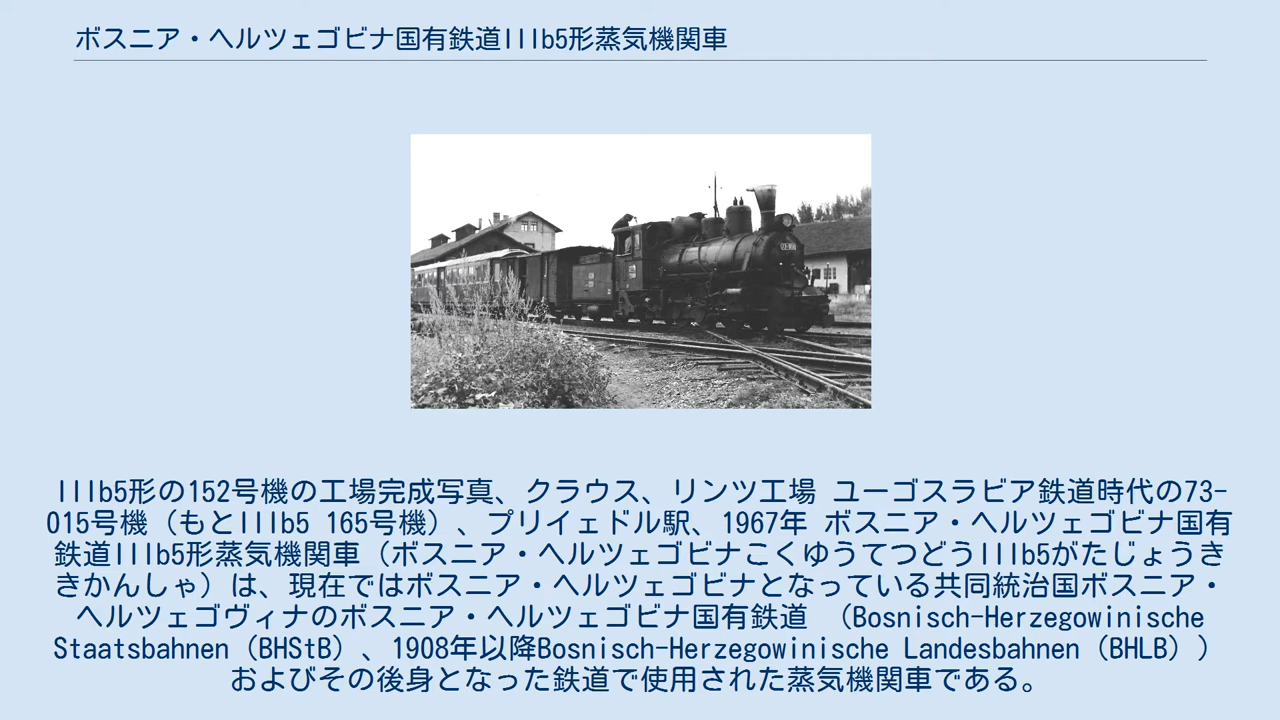 ボスニア・ヘルツェゴビナ国有鉄道IIIb5形蒸気機関車
IIIb5形の152号機の工場完成写真、クラウス、リンツ工場 ユーゴスラビア鉄道時代の73-
015号機（もとIIIb5 165号機）、プリイェドル駅、1967年 ボスニア・ヘルツェゴビナ国有
鉄道IIIb5形蒸気機関車（ボスニア・ヘルツェゴビナこくゆうてつどうIIIb5がたじょうき
きかんしゃ）は、現在ではボスニア・ヘルツェゴビナとなっている共同統治国ボスニア・
ヘルツェゴヴィナのボスニア・ヘルツェゴビナ国有鉄道 （Bosnisch-Herzegowinische
Staatsbahnen（BHStB）、1908年以降Bosnisch-Herzegowinische Landesbahnen（BHLB））
およびその後身となった鉄道で使用された蒸気機関車である。